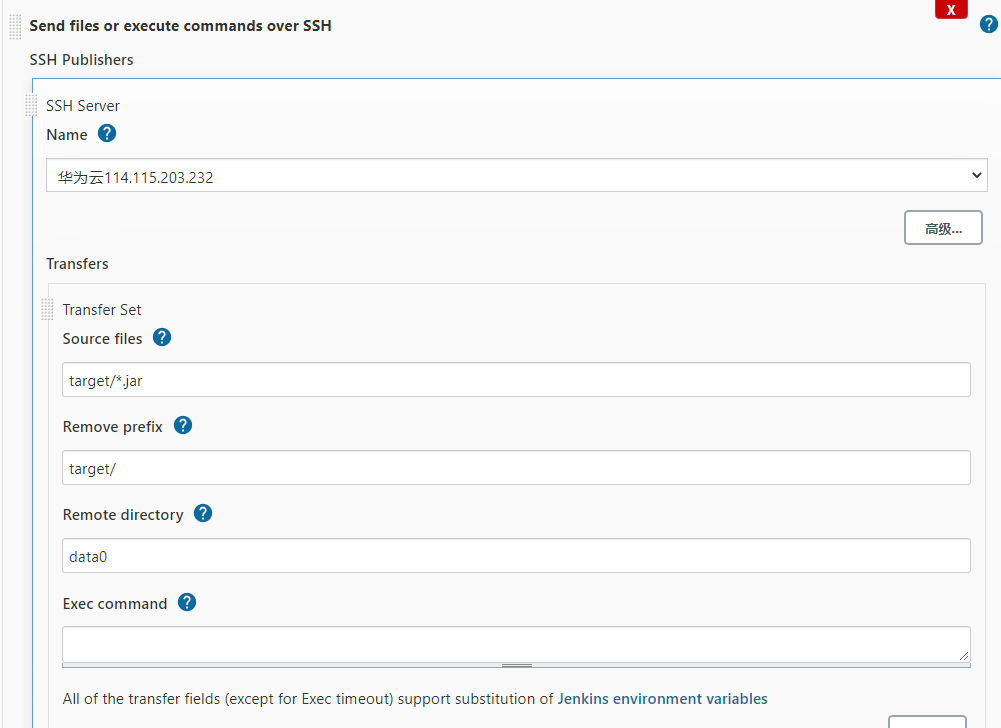 X
Send files or execute commands over SSH
?
SSH Publishers
SSH Server
Name ?
华为云114.115.203.232
高级...
Transfers
Transfer Set
Source files ?
target/*.jar
Remove prefix ?
target/
Remote directory ?
data0
Exec command ?
All of the transfer fields (except for Exec timeout) support substitution of Jenkins environment variables